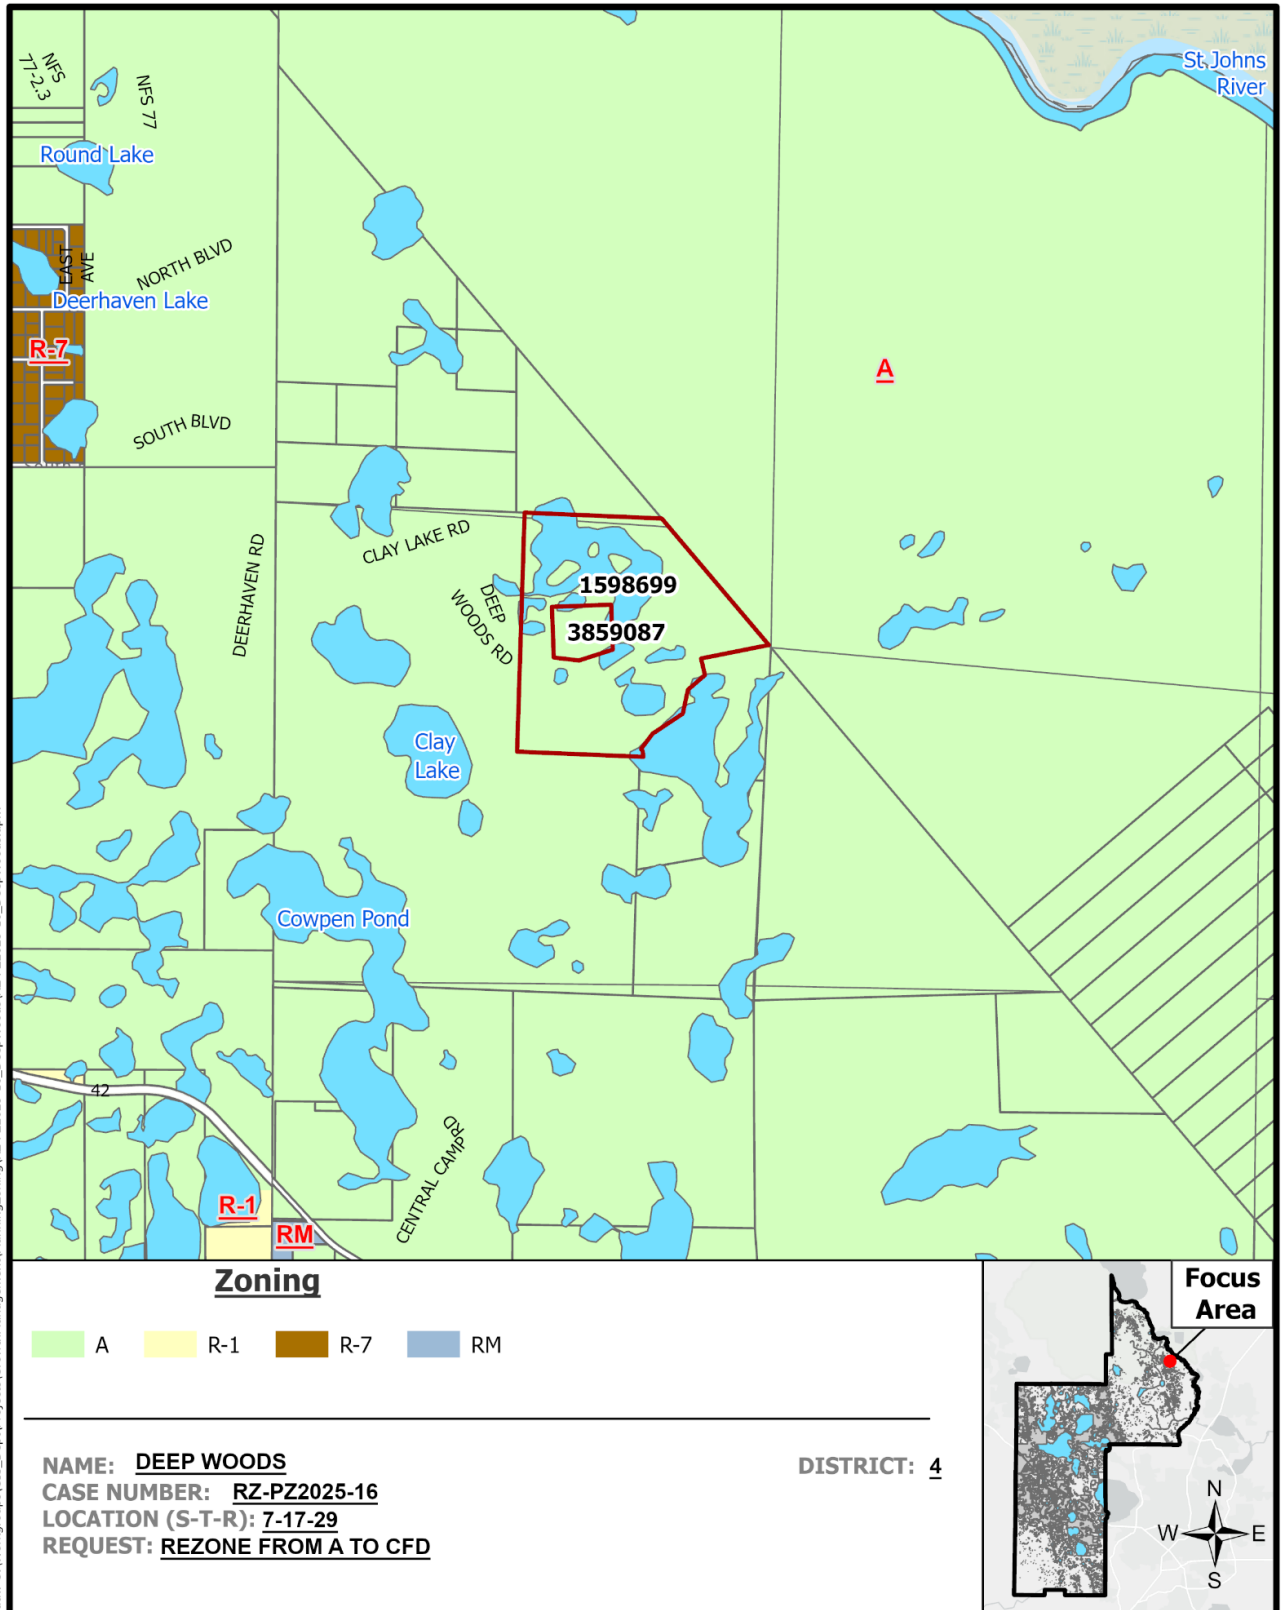 NFS
77-2.3
NFS 77
St Johns
River
Round Lake
NORTH BLVD
EAST
AVE
Deerhaven Lake
R-7
A
SOUTH BLVD
CLAY LAKE RD
DEERHAVEN RD
DEEP
WOODS RD
1598699
3859087
Clay
Lake
Cowpen Pond
42
CENTRAL CAMP
RD
R-1
RM
Zoning
A
R-1
R-7
RM
Focus
Area
NAME: DEEP WOODS
DISTRICT: 4
CASE NUMBER: RZ-PZ2025-16
LOCATION (S-T-R): 7-17-29
REQUEST: REZONE FROM A TO CFD
N
W
E
S